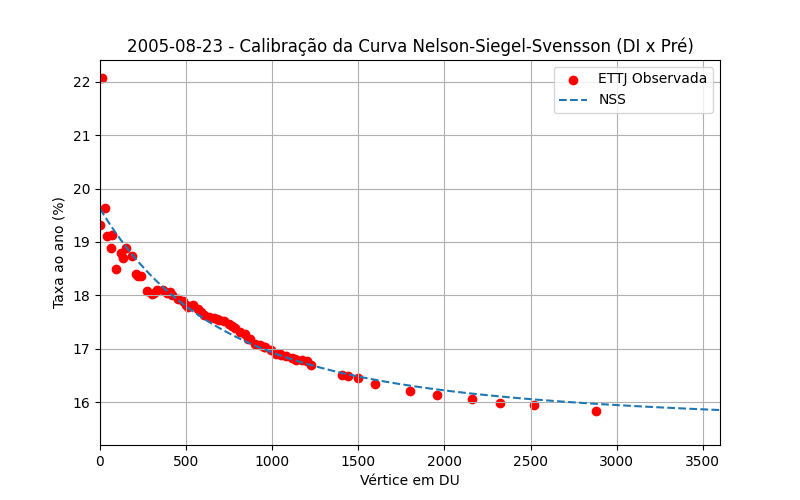 2005-08-23 - Calibração da Curva Nelson-Siegel-Svensson (DI x Pré)
ETTJ Observada
NSS
Taxa ao ano (%)
22
21
20
19
18
17
16
0 500 1000 1500 2000 2500 3000 3500
Vértice em DU